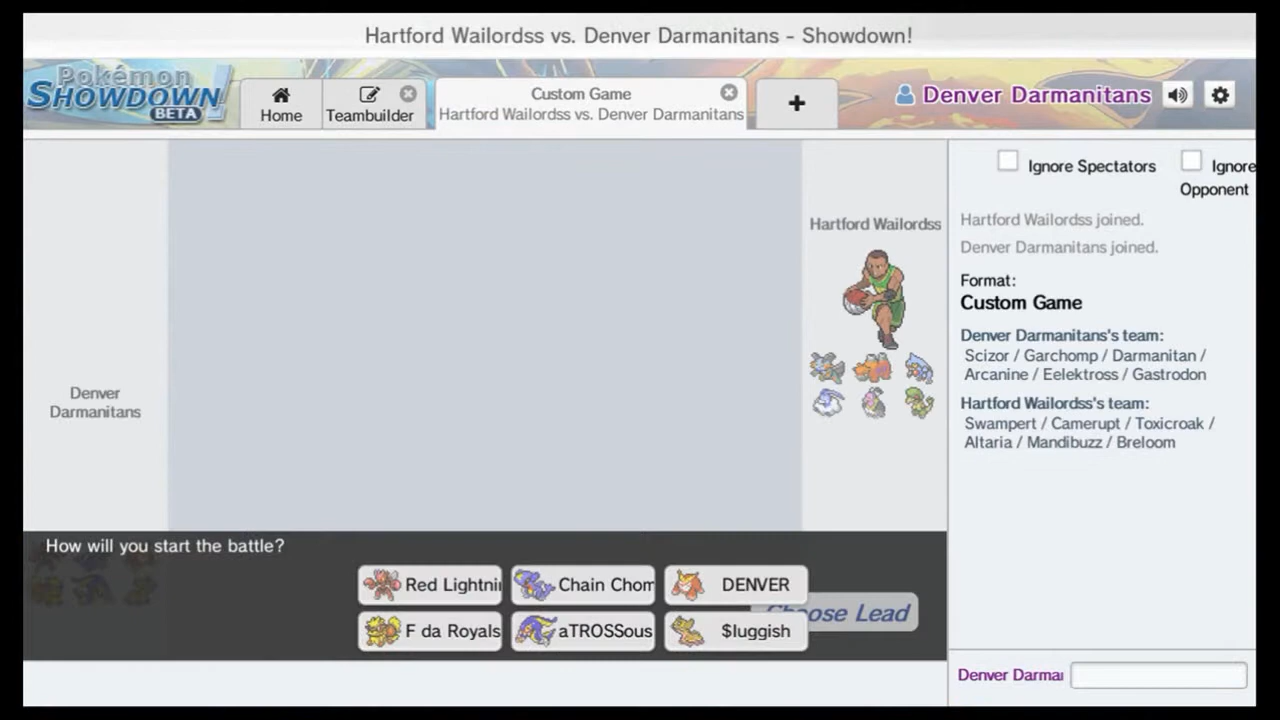 Hartford Wailordss vs. Denver Darmanitans - Showdown!
Pokémon
SHOWDOWN!
BETA
Home
Teambuilder
Custom Game
Hartford Wailordss vs. Denver Darmanitans
+
Denver Darmanitans
Ignore Spectators
Ignore
Opponent
Hartford Wailordss joined.
Denver Darmanitans joined.
Format:
Custom Game
Denver Darmanitans's team:
Scizor / Garchomp / Darmanitan /
Arcanine / Eelektross / Gastrodon
Hartford Wailordss's team:
Swampert / Camerupt / Toxicroak /
Altaria / Mandibuzz / Breloom
Hartford Wailordss
Denver
Darmanitans
How will you start the battle?
Red Lightni
Chain Chom
DENVER
F da Royals
aTROSSous
$luggish
Choose Lead
Denver Darmai